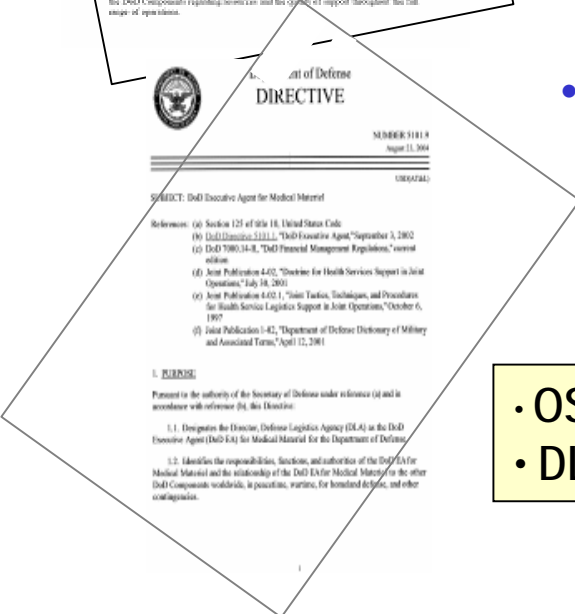 the DoD Components regarding resources and the quality of support throughout the full
range of operations.
nt of Defense
DIRECTIVE
NUMBER 5101.9
August 23, 2004
USD(AT&L)
SUBJECT: DoD Executive Agent for Medical Materiel
References: (a) Section 125 of title 10, United States Code
(b) DoD Directive 5101.1, "DoD Executive Agent," September 3, 2002
(c) DoD 7000.14-R, "DoD Financial Management Regulations," current
edition
(d) Joint Publication 4-02, "Doctrine for Health Services Support in Joint
Operations," July 30, 2001
(e) Joint Publication 4-02.1, "Joint Tactics, Techniques, and Procedures
for Health Service Logistics Support in Joint Operations," October 6,
1997
(f) Joint Publication 1-02, "Department of Defense Dictionary of Military
and Associated Terms," April 12, 2001
1. PURPOSE
Pursuant to the authority of the Secretary of Defense under reference (a) and in
accordance with reference (b), this Directive:
1.1. Designates the Director, Defense Logistics Agency (DLA) as the DoD
Executive Agent (DoD EA) for Medical Materiel for the Department of Defense.
1.2. Identifies the responsibilities, functions, and authorities of the DoD EA for
Medical Materiel and the relationship of the DoD EA for Medical Materiel to the other
DoD Components worldwide, in peacetime, wartime, for homeland defense, and other
contingencies.
1
• OS